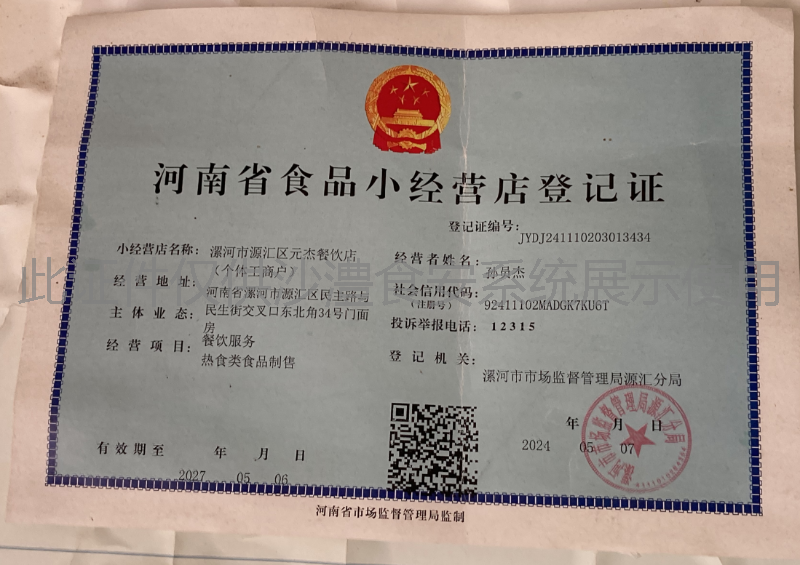 河南省食品小经营店登记证
登记证编号:
JYDJ241110203013434
小经营店名称:
漯河市源汇区元杰餐饮店
(个体工商户)
经营地址:
河南省漯河市源汇区民主路与
民生街交叉口东北角34号门面
房
主体业态:
餐饮服务
经营项目:
热食类食品制售
经营者姓名:
孙员杰
社会信用代码:
(注册号)
92411102MADGK7KU6T
投诉举报电话: 12315
登记机关:
漯河市市场监督管理局源汇分局
有效期至 年 月 日
2027 05 06
年 月 日
2024 05 07
河南省市场监督管理局监制